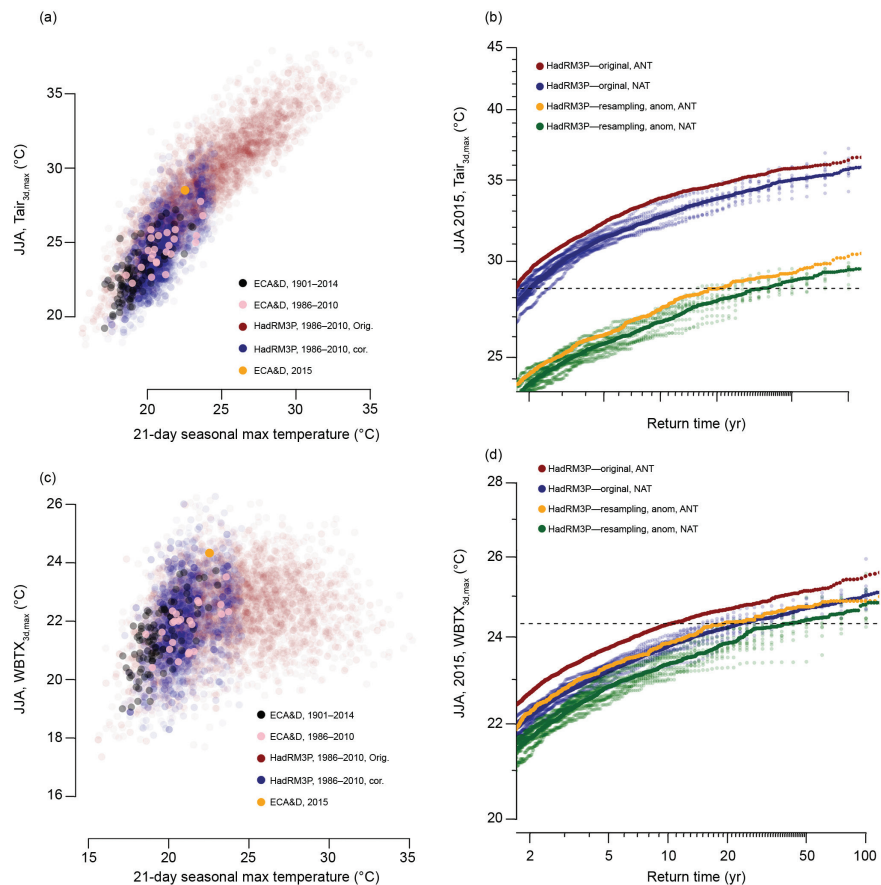 (a)
JJA, Tair3d,max (°C)
35
30
25
20
ECA&D, 1901–2014
ECA&D, 1986–2010
HadRM3P, 1986–2010, Orig.
HadRM3P, 1986–2010, cor.
ECA&D, 2015
20
25
30
35
21-day seasonal max temperature (°C)
(b)
JJA 2015, Tair3d,max (°C)
45
40
35
30
25
HadRM3P—original, ANT
HadRM3P—orginal, NAT
HadRM3P—resampling, anom, ANT
HadRM3P—resampling, anom, NAT
Return time (yr)
(c)
JJA, WBTX3d,max (°C)
26
24
22
20
18
16
ECA&D, 1901–2014
ECA&D, 1986–2010
HadRM3P, 1986–2010, Orig.
HadRM3P, 1986–2010, cor.
ECA&D, 2015
15
20
25
30
35
21-day seasonal max temperature (°C)
(d)
JJA, 2015, WBTX3d,max (°C)
28
26
24
22
20
HadRM3P—original, ANT
HadRM3P—orginal, NAT
HadRM3P—resampling, anom, ANT
HadRM3P—resampling, anom, NAT
2
5
10
20
50
100
Return time (yr)